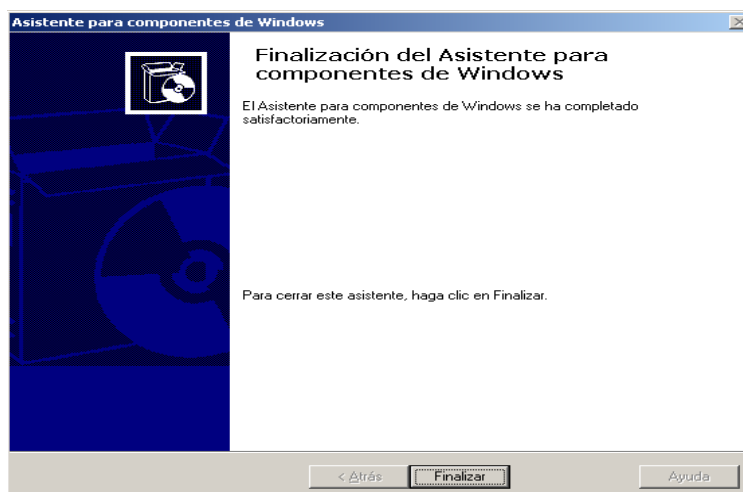 Asistente para componentes de Windows
Finalización del Asistente para
componentes de Windows
El Asistente para componentes de Windows se ha completado
satisfactoriamente.
Para cerrar este asistente, haga clic en Finalizar.
< Atrás
Finalizar
Ayuda